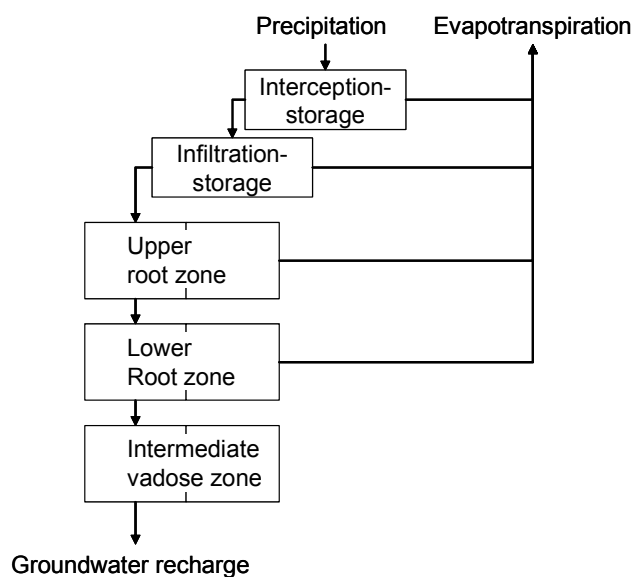 Precipitation
Evapotranspiration
Interception-
storage
Infiltration-
storage
Upper
root zone
Lower
Root zone
Intermediate
vadose zone
Groundwater recharge